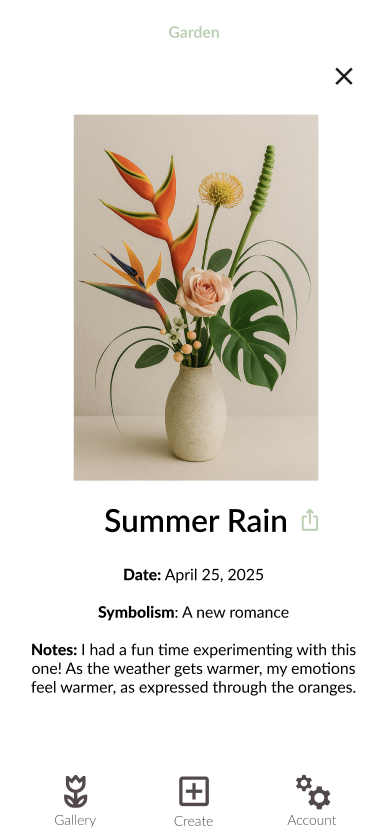 Garden
Summer Rain
Date: April 25, 2025
Symbolism: A new romance
Notes: I had a fun time experimenting with this
one! As the weather gets warmer, my emotions
feel warmer, as expressed through the oranges.
Gallery
Create
Account